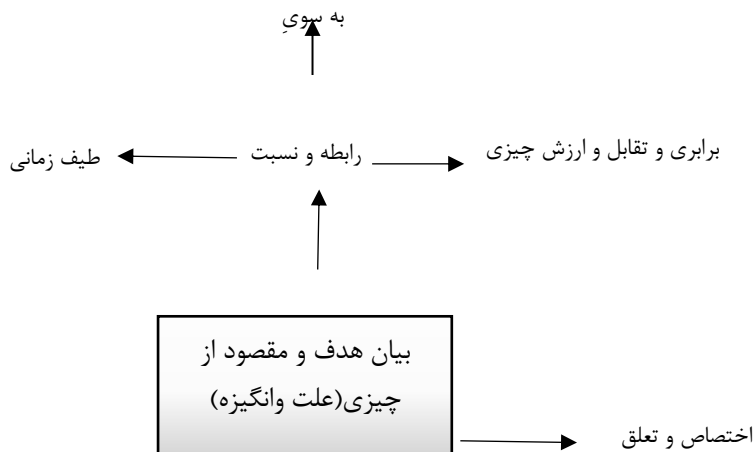 به سویِ
برابری و تقابل و ارزش چیزی
رابطه و نسبت
طیف زمانی
بیان هدف و مقصود از
چیزی(علت وانگیزه)
اختصاص و تعلق